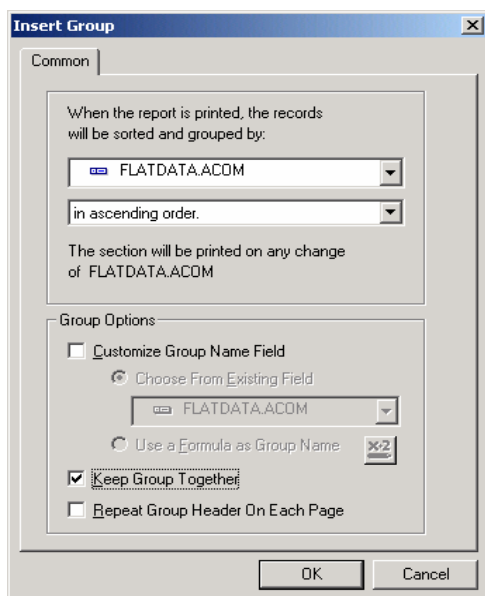 Insert Group
Common
When the report is printed, the records
will be sorted and grouped by:
FLATDATA.ACOM
in ascending order.
The section will be printed on any change
of FLATDATA.ACOM
Group Options
Customize Group Name Field
Choose From Existing Field
FLATDATA.ACOM
Use a Formula as Group Name
x·2
Keep Group Together
Repeat Group Header On Each Page
OK
Cancel